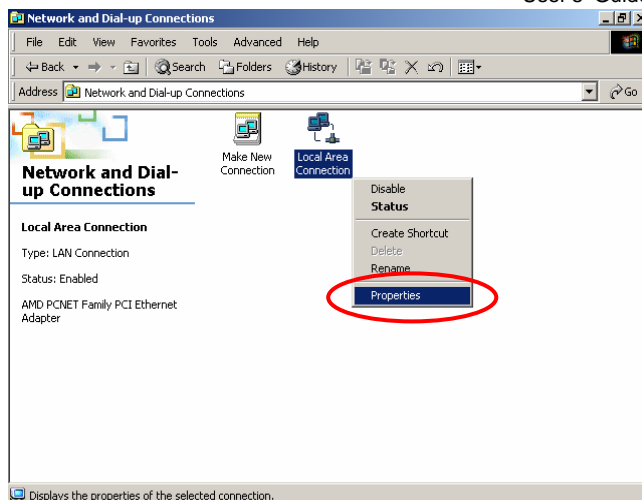 User's Guide
Network and Dial-up Connections
File Edit View Favorites Tools Advanced Help
Back Search Folders History
Address Network and Dial-up Connections Go
Make New Connection
Local Area Connection
Network and Dial-up Connections
Local Area Connection
Type: LAN Connection
Status: Enabled
AMD PCNET Family PCI Ethernet
Adapter
Disable
Status
Create Shortcut
Delete
Rename
Properties
Displays the properties of the selected connection.